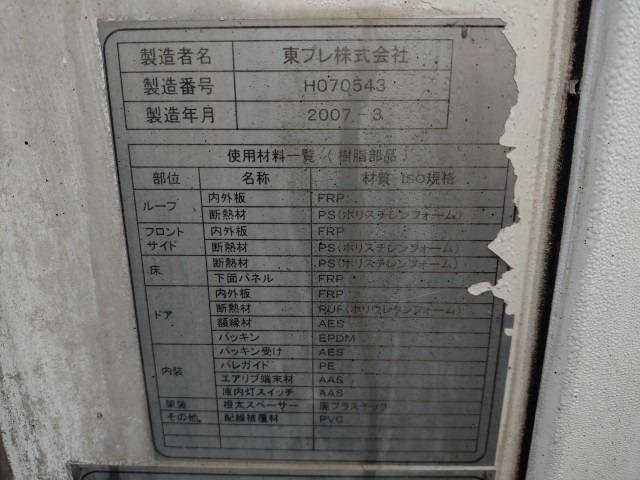 製造者名 東プレ株式会社
製造番号 H070543
製造年月 2007-3
使用材料一覧(樹脂部品)
部位 名称 材質 ISO規格
ルーフ 内外板 FRP
断熱材 PS(ポリスチレンフォーム)
フロント 内外板 FRP
サイド 断熱材 PS(ポリスチレンフォーム)
床 断熱材 PS(ポリスチレンフォーム)
下面パネル FRP
ドア 内外板 FRP
断熱材 PUF(ポリウレタンフォーム)
額縁材 AES
パッキン EPDM
内装 パッキン受け AES
バレガイド PE
エアリブ端末材 AAS
庫内灯スイッチ AAS
架装 根太スペーサー 廃プラスチック
その他 配線被覆材 PVC